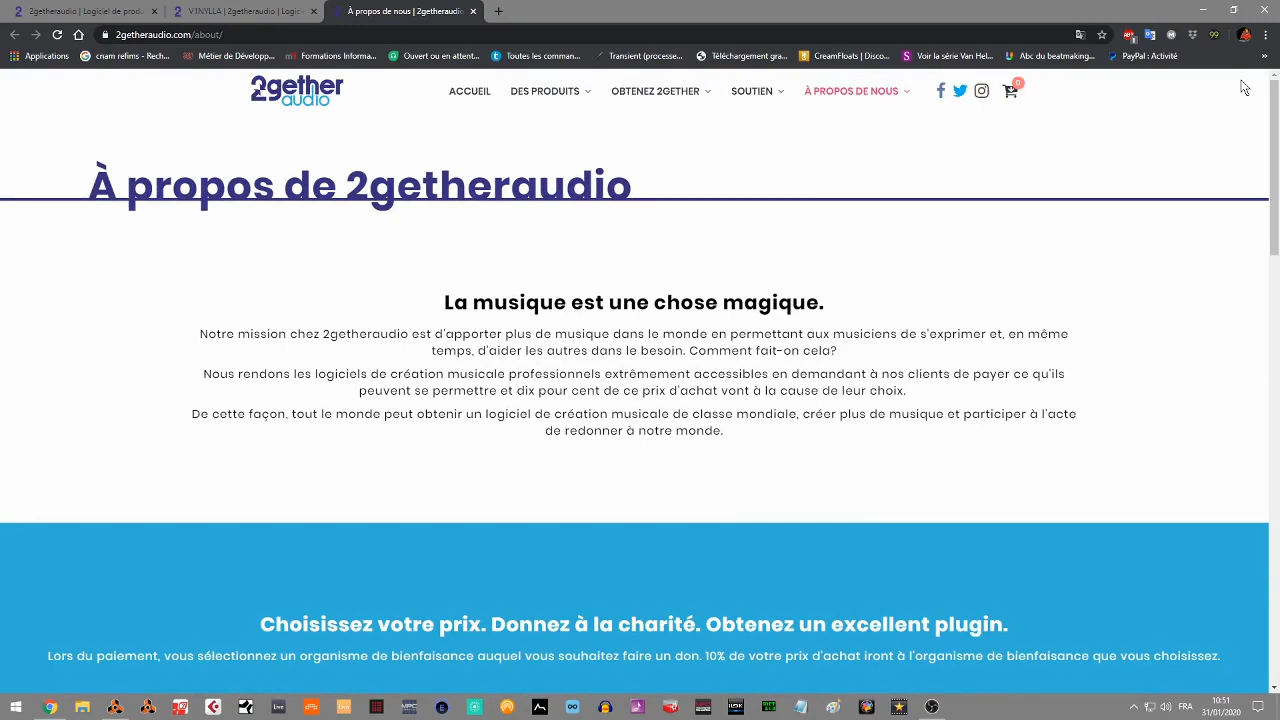 2getheraudio | Logiciel de produ
VINYLLA | 2getheraudio | Logicie
À propos de nous | 2getheraudio
2getheraudio.com/about/
99
Applications
cnam refims - Rech...
Métier de Développ...
Formations Informa...
Ouvert ou en attent...
Toutes les comman...
Transient (processe...
Téléchargement gra...
CreamFloats | Disco...
Voir la série Van Hel...
Abc du beatmaking...
PayPal : Activité
2gether
audio
ACCUEIL
DES PRODUITS
OBTENEZ 2GETHER
SOUTIEN
À PROPOS DE NOUS
0
À propos de 2getheraudio
La musique est une chose magique.
Notre mission chez 2getheraudio est d'apporter plus de musique dans le monde en permettant aux musiciens de s'exprimer et, en même
temps, d'aider les autres dans le besoin. Comment fait-on cela?
Nous rendons les logiciels de création musicale professionnels extrêmement accessibles en demandant à nos clients de payer ce qu'ils
peuvent se permettre et dix pour cent de ce prix d'achat vont à la cause de leur choix.
De cette façon, tout le monde peut obtenir un logiciel de création musicale de classe mondiale, créer plus de musique et participer à l'acte
de redonner à notre monde.
Choisissez votre prix. Donnez à la charité. Obtenez un excellent plugin.
Lors du paiement, vous sélectionnez un organisme de bienfaisance auquel vous souhaitez faire un don. 10% de votre prix d'achat iront à l'organisme de bienfaisance que vous choisissez.
Live
MPC
FRA
10:51
31/01/2020